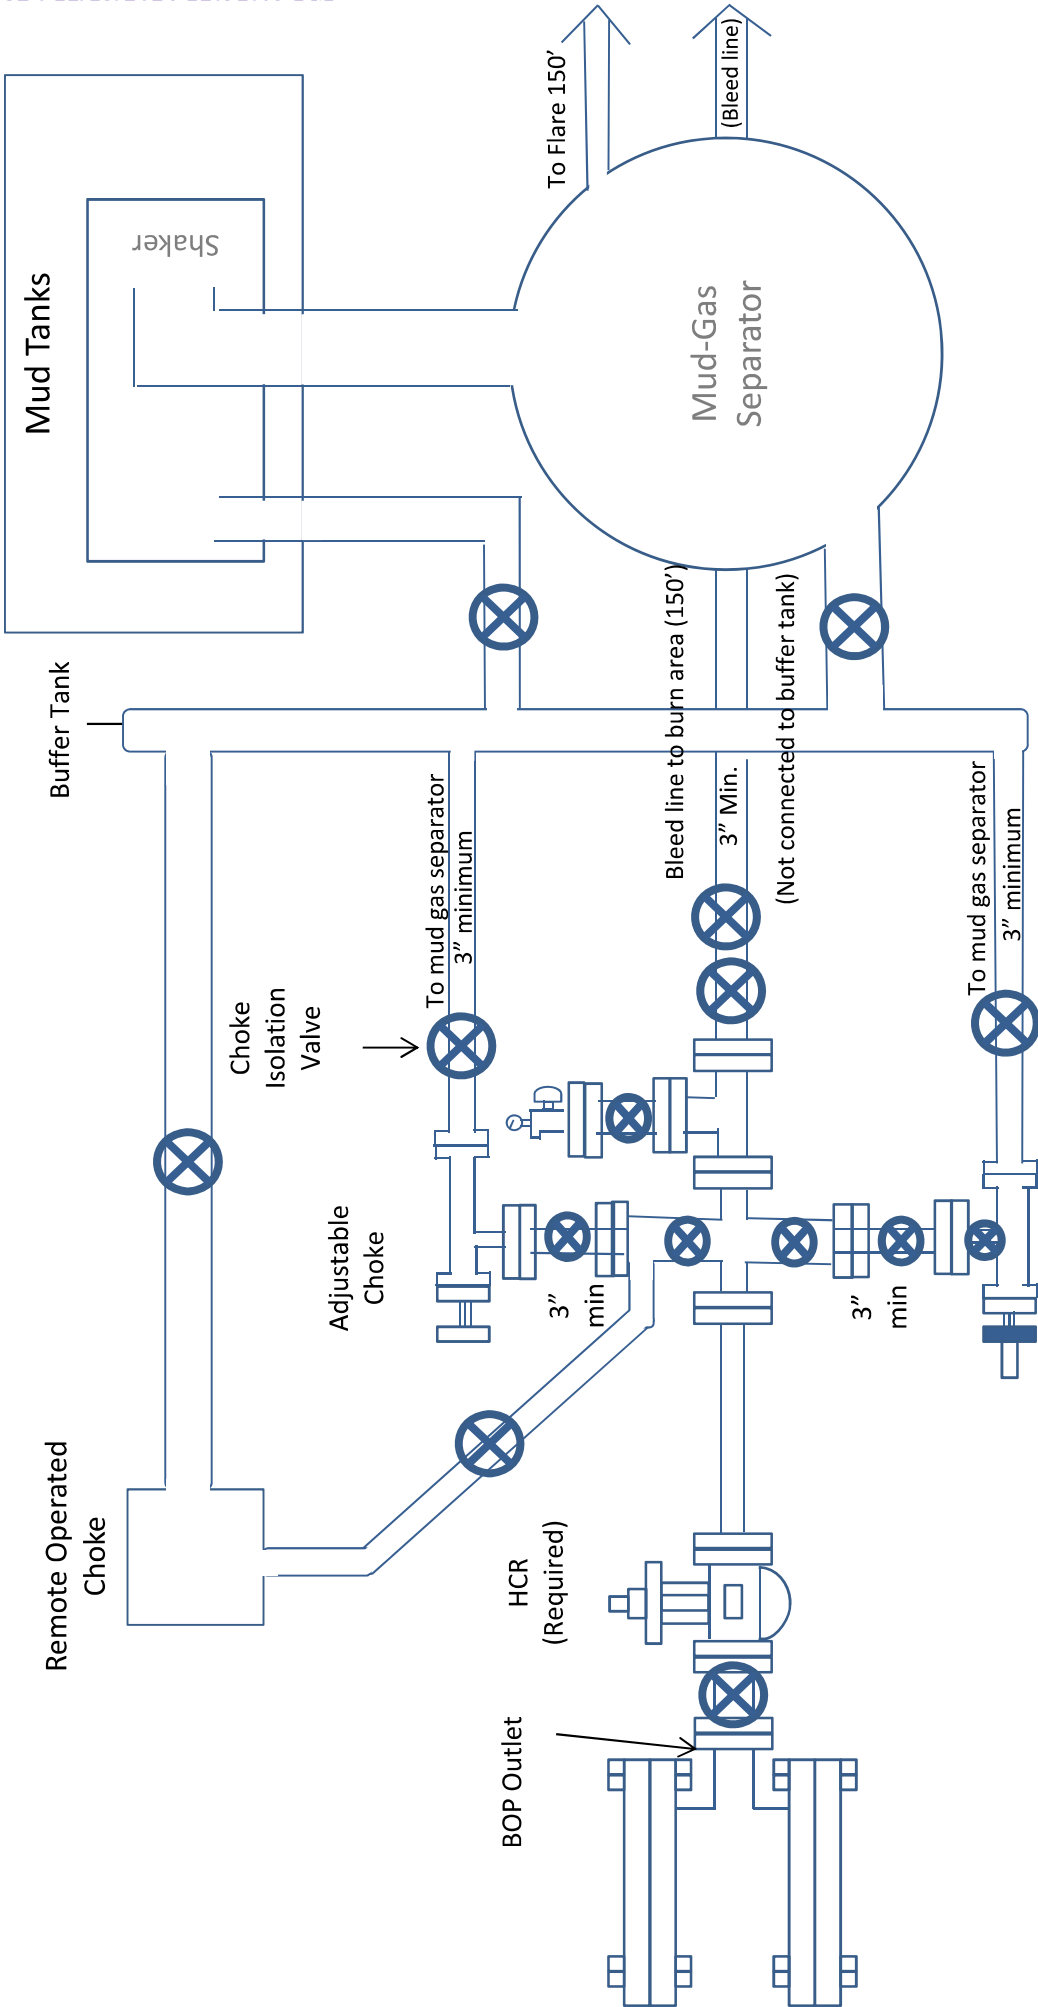 Mud Tanks
Shaker
To Flare 150’
(Bleed line)
Mud-Gas
Separator
Buffer Tank
Bleed line to burn area (150’)
3” Min.
(Not connected to buffer tank)
To mud gas separator
3” minimum
To mud gas separator
3” minimum
Choke
Isolation
Valve
Adjustable
Choke
3”
min
3”
min
Remote Operated
Choke
HCR
(Required)
BOP Outlet